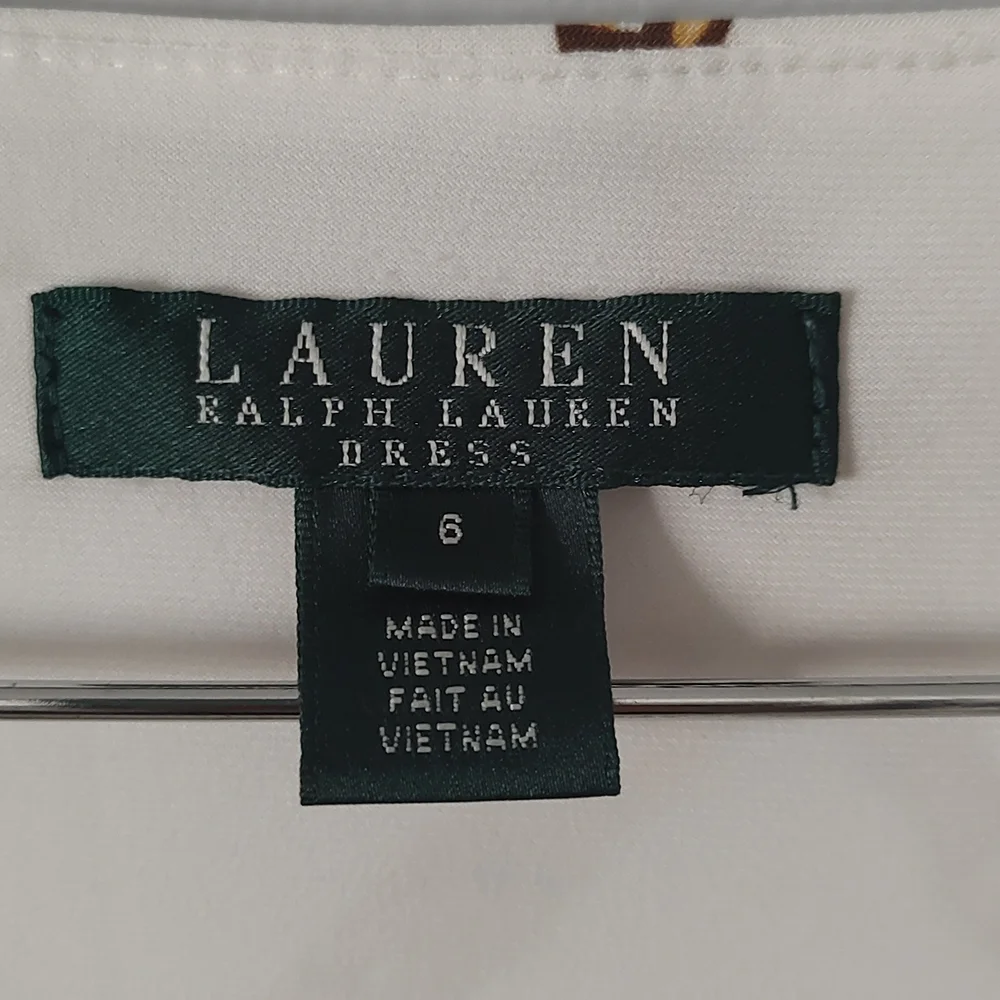 LAUREN
RALPH LAUREN
DRESS
6
MADE IN
VIETNAM
FAIT AU
VIETNAM